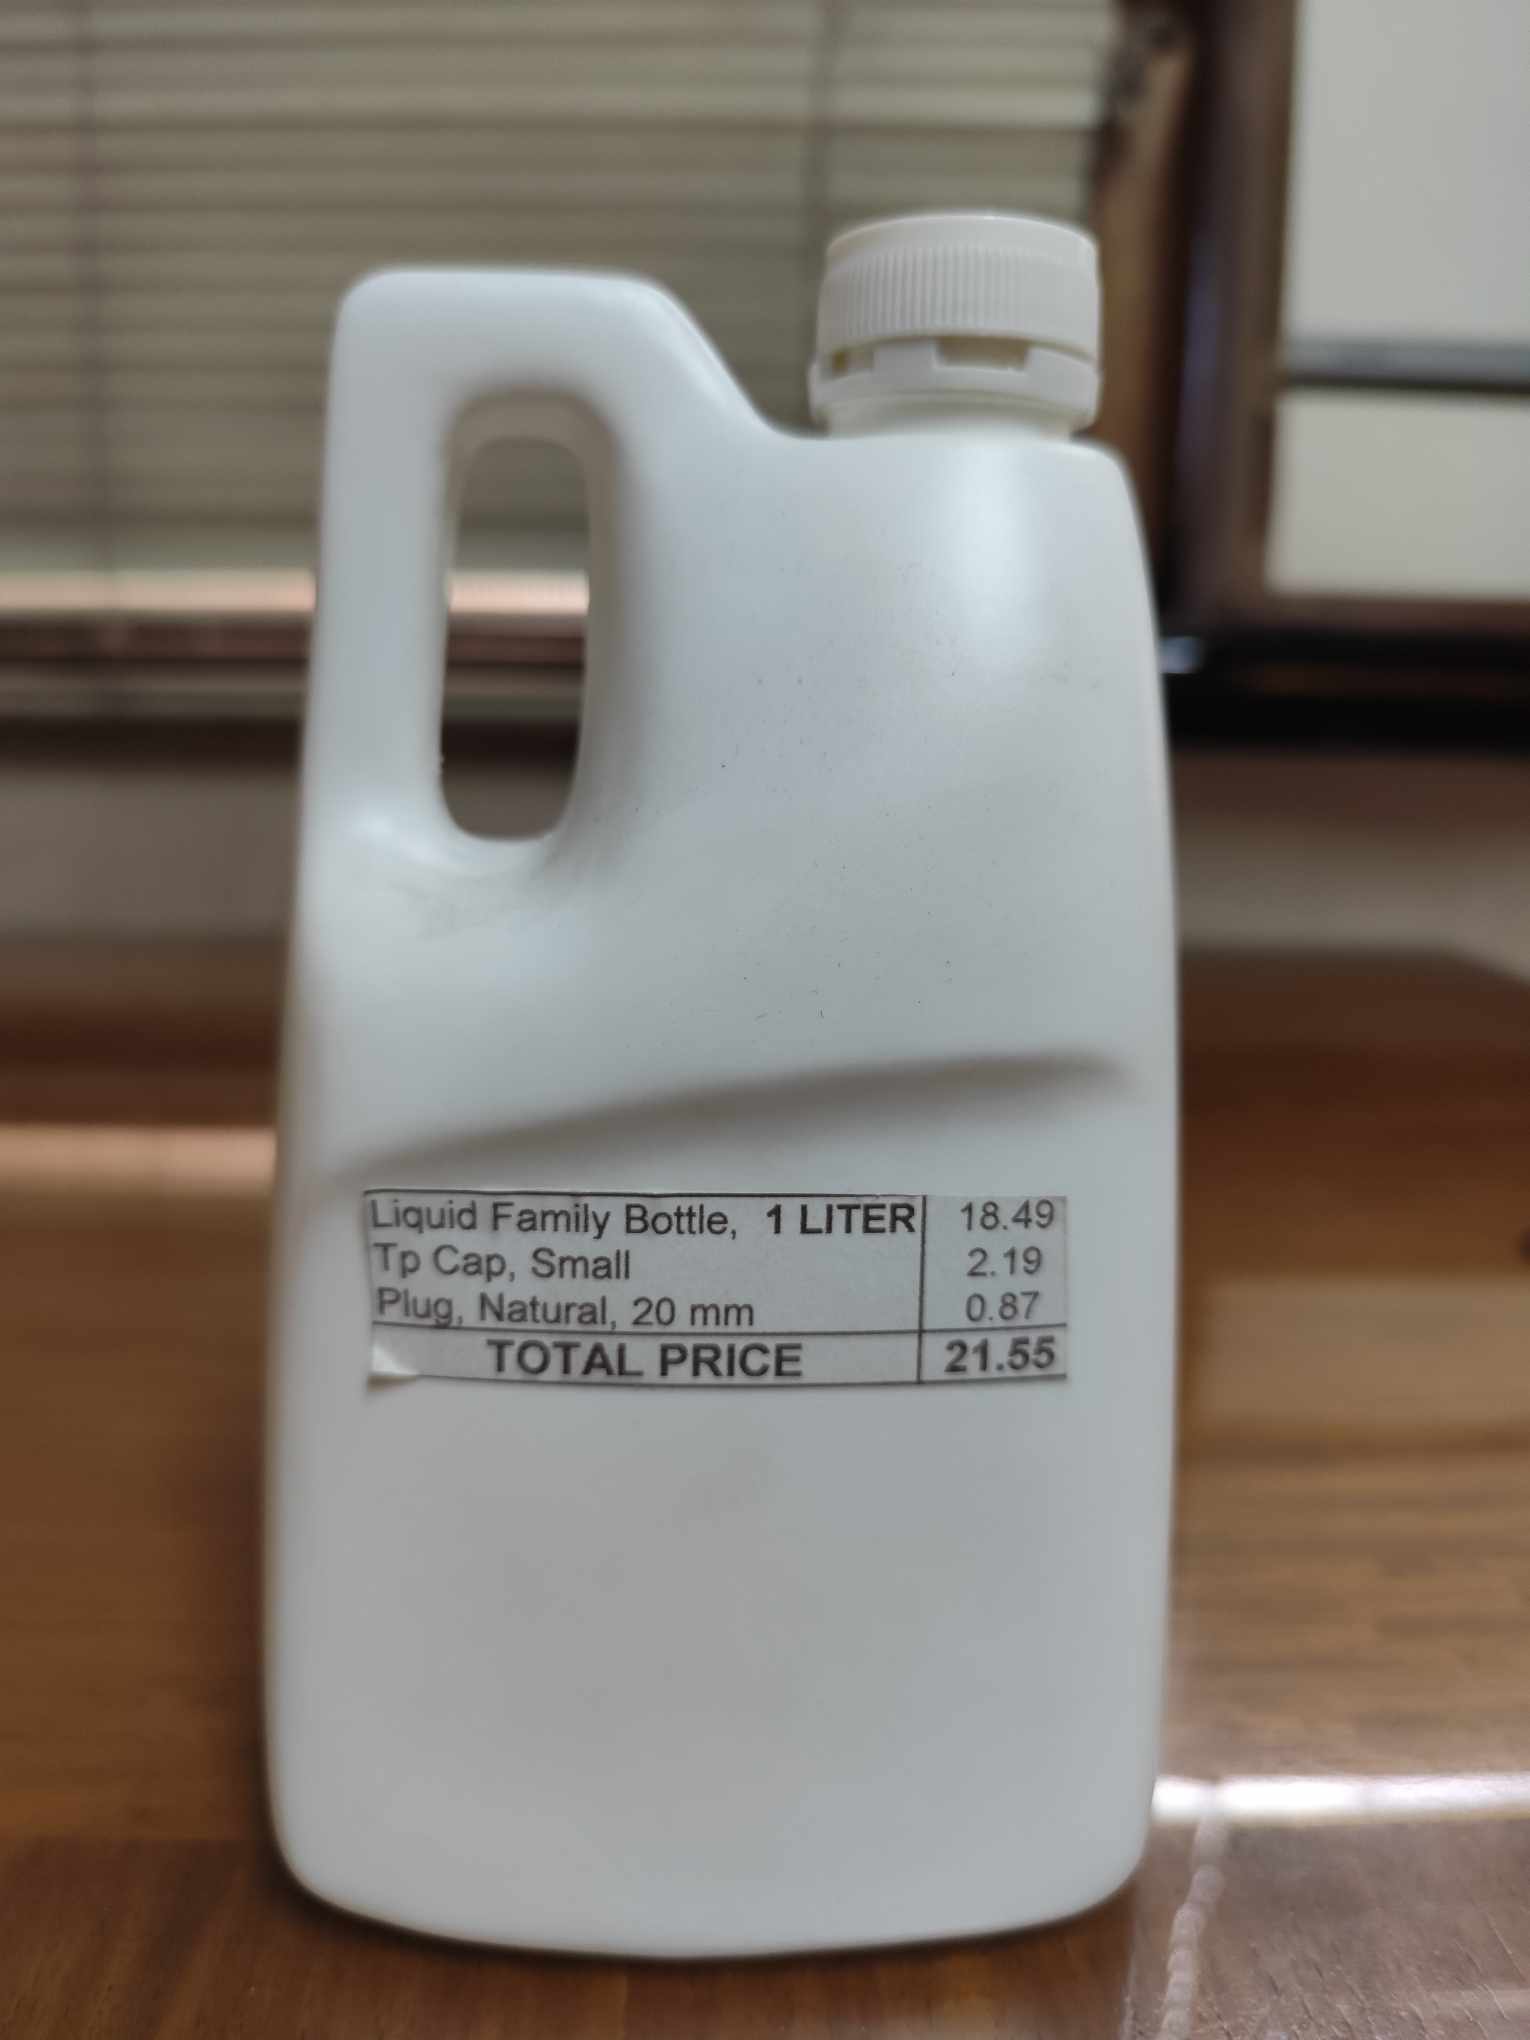 Liquid Family Bottle, 1 LITER 18.49
Tp Cap, Small 2.19
Plug, Natural, 20 mm 0.87
TOTAL PRICE 21.55